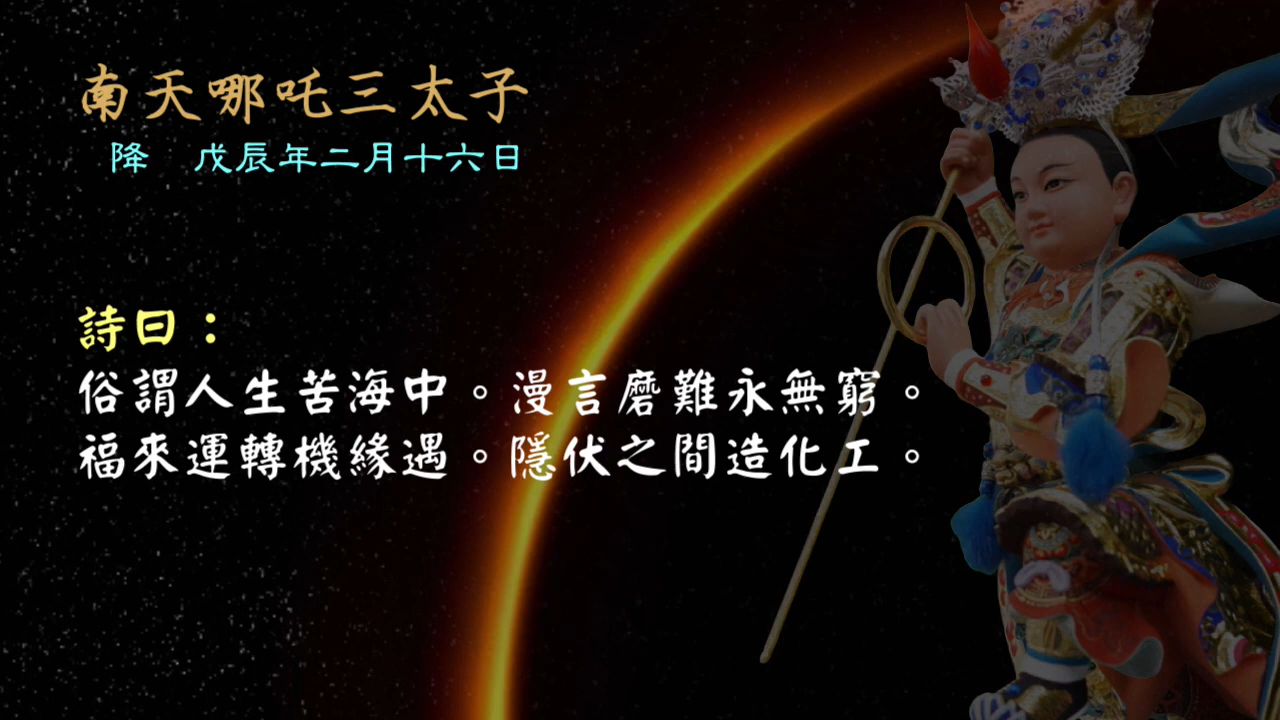 南天哪吒三太子
降　戊辰年二月十六日
詩曰：
俗謂人生苦海中。漫言磨難永無窮。
福來運轉機緣遇。隱伏之間造化工。